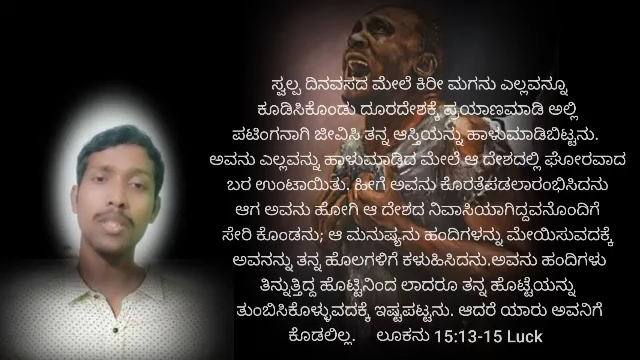 ಸ್ವಲ್ಪ ದಿನವಸದ ಮೇಲೆ ಕಿರೀ ಮಗನು ಎಲ್ಲವನ್ನೂ
ಕೂಡಿಸಿಕೊಂಡು ದೂರದೇಶಕ್ಕೆ ಪ್ರಯಾಣಮಾಡಿ ಅಲ್ಲಿ
ಪಟಿಂಗನಾಗಿ ಜೀವಿಸಿ ತನ್ನ ಆಸ್ತಿಯನ್ನು ಹಾಳುಮಾಡಿಬಿಟ್ಟನು.
ಅವನು ಎಲ್ಲವನ್ನು ಹಾಳುಮಾಡಿದ ಮೇಲೆ ಆ ದೇಶದಲ್ಲಿ ಘೋರವಾದ
ಬರ ಉಂಟಾಯಿತು. ಹೀಗೆ ಅವನು ಕೊರತೆಪಡಲಾರಂಭಿಸಿದನು
ಆಗ ಅವನು ಹೋಗಿ ಆ ದೇಶದ ನಿವಾಸಿಯಾಗಿದ್ದವನೊಂದಿಗೆ
ಸೇರಿ ಕೊಂಡನು; ಆ ಮನುಷ್ಯನು ಹಂದಿಗಳನ್ನು ಮೇಯಿಸುವದಕ್ಕೆ
ಅವನನ್ನು ತನ್ನ ಹೊಲಗಳಿಗೆ ಕಳುಹಿಸಿದನು.ಅವನು ಹಂದಿಗಳು
ತಿನ್ನುತ್ತಿದ್ದ ಹೊಟ್ಟಿನಿಂದ ಲಾದರೂ ತನ್ನ ಹೊಟ್ಟೆಯನ್ನು
ತುಂಬಿಸಿಕೊಳ್ಳುವದಕ್ಕೆ ಇಷ್ಟಪಟ್ಟನು. ಆದರೆ ಯಾರು ಅವನಿಗೆ
ಕೊಡಲಿಲ್ಲ. ಲೂಕನು 15:13-15 Luck